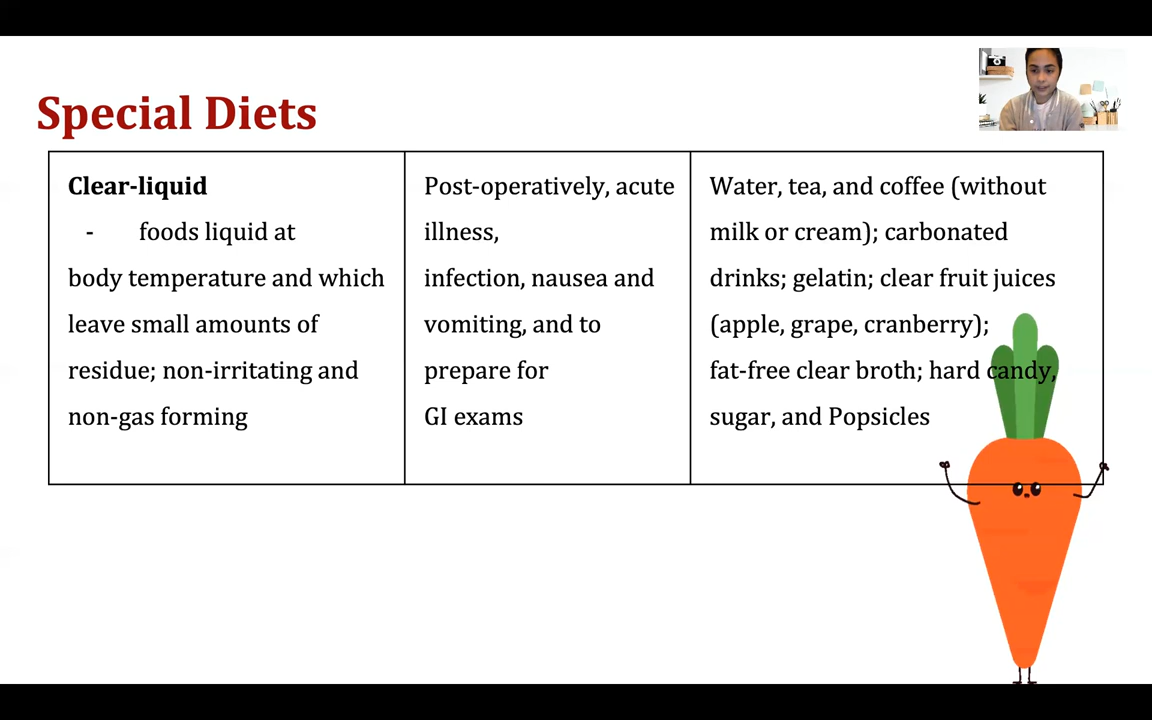 Special Diets
Clear-liquid
- foods liquid at
body temperature and which
leave small amounts of
residue; non-irritating and
non-gas forming
Post-operatively, acute
illness,
infection, nausea and
vomiting, and to
prepare for
GI exams
Water, tea, and coffee (without
milk or cream); carbonated
drinks; gelatin; clear fruit juices
(apple, grape, cranberry);
fat-free clear broth; hard candy,
sugar, and Popsicles